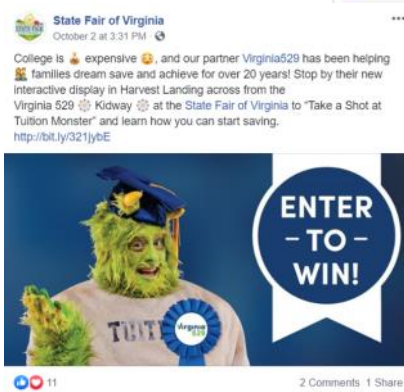 State Fair of Virginia
October 2 at 3:31 PM ·
College is 💰 expensive 😳, and our partner Virginia529 has been helping
families dream save and achieve for over 20 years! Stop by their new
interactive display in Harvest Landing across from the
Virginia 529 🎡 Kidway 🎡 at the State Fair of Virginia to "Take a Shot at
Tuition Monster" and learn how you can start saving.
http://bit.ly/321jybE
ENTER
- TO -
WIN!
TUIT
Virginia
529
11
2 Comments 1 Share